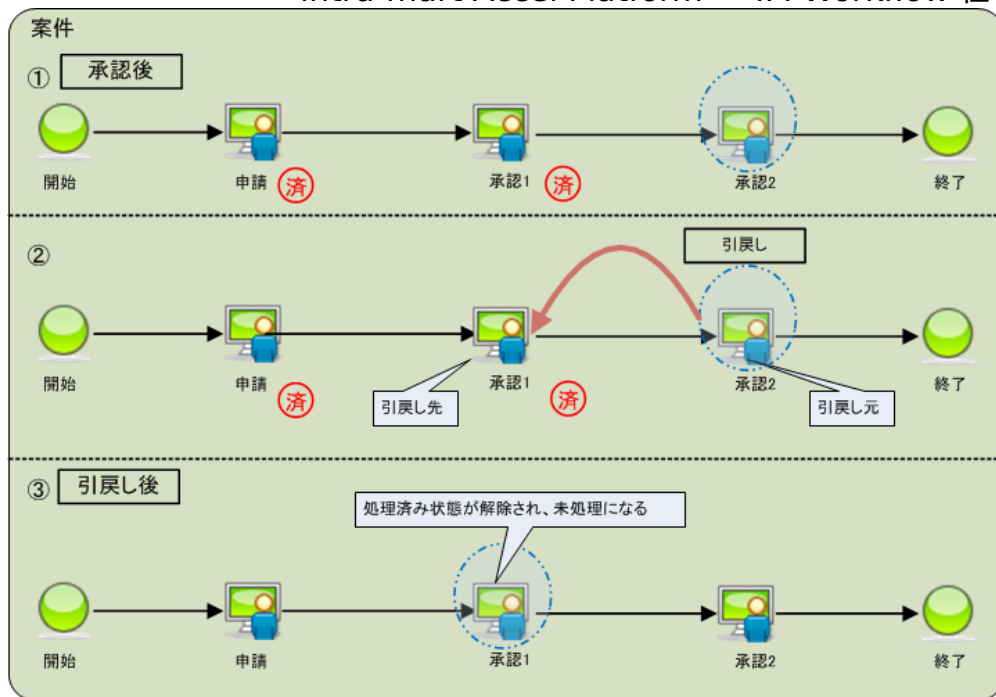 案件
① 承認後
開始 申請 済 承認1 済 承認2 終了
② 引戻し
開始 申請 済 承認1 済 承認2 終了
引戻し先 引戻し元
③ 引戻し後
処理済み状態が解除され、未処理になる
開始 申請 承認1 承認2 終了